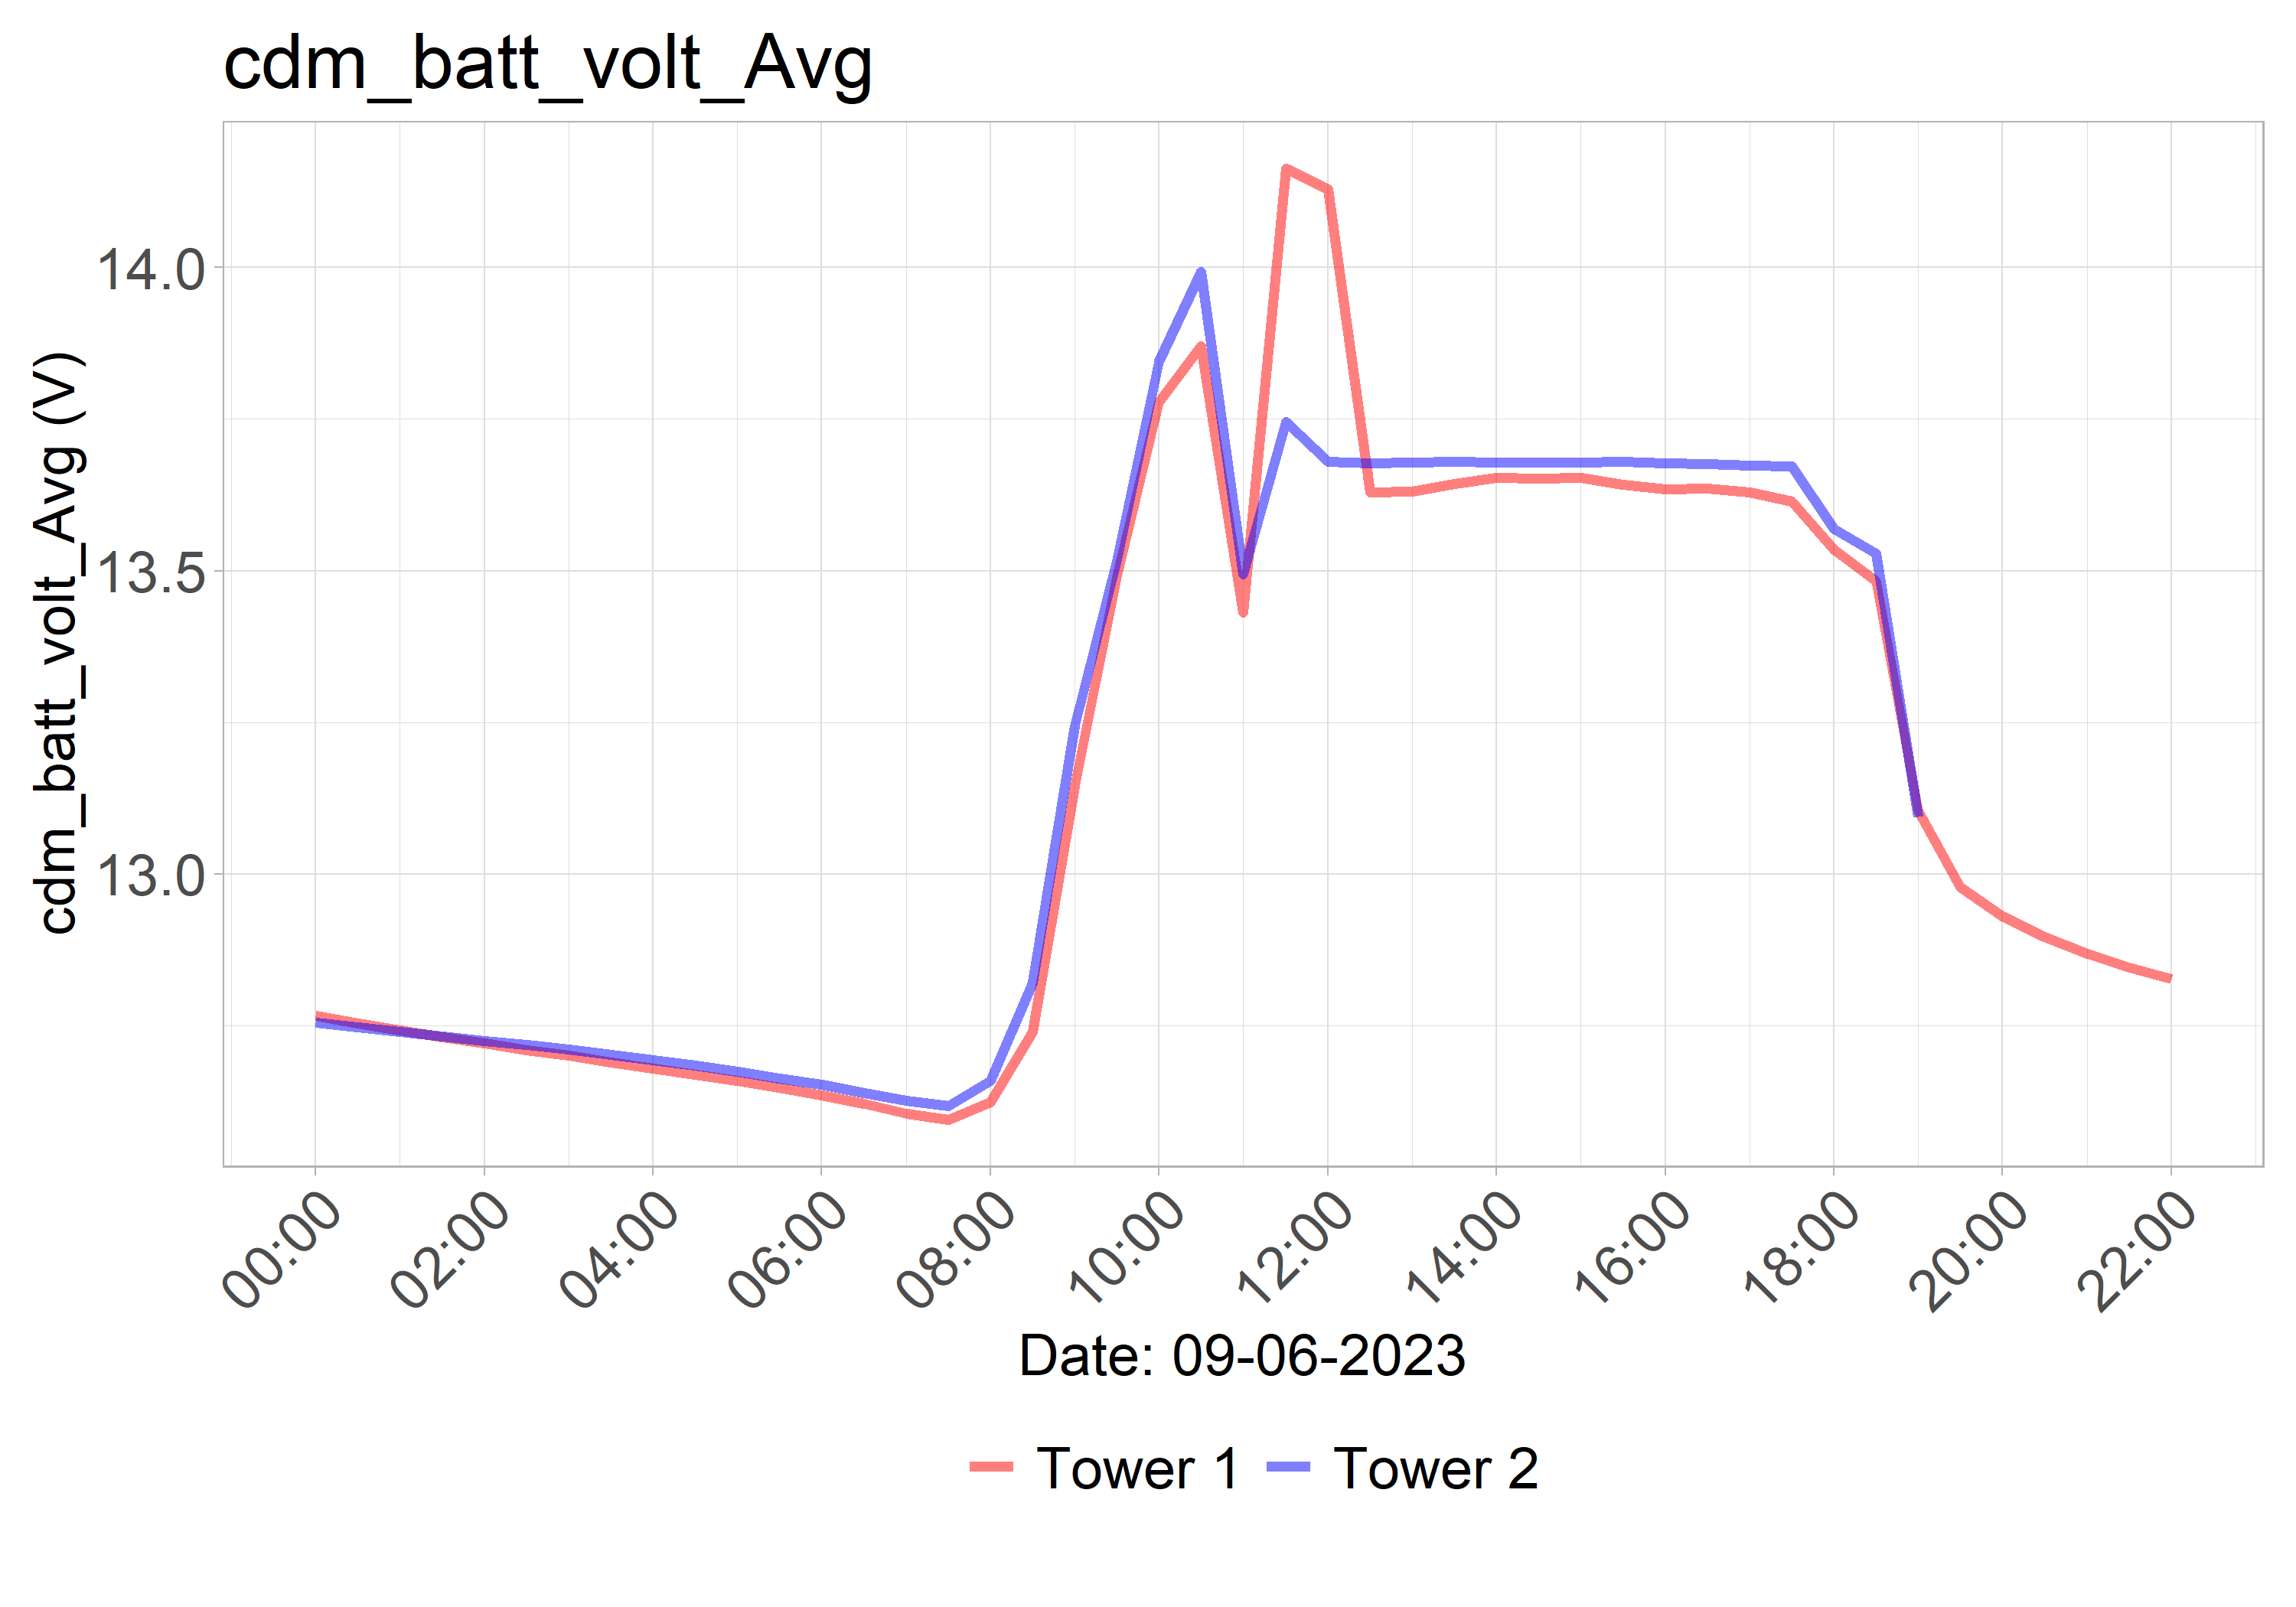 cdm_batt_volt_Avg
cdm_batt_volt_Avg (V)
14.0
13.5
13.0
00:00 02:00 04:00 06:00 08:00 10:00 12:00 14:00 16:00 18:00 20:00 22:00
Date: 09-06-2023
Tower 1 Tower 2